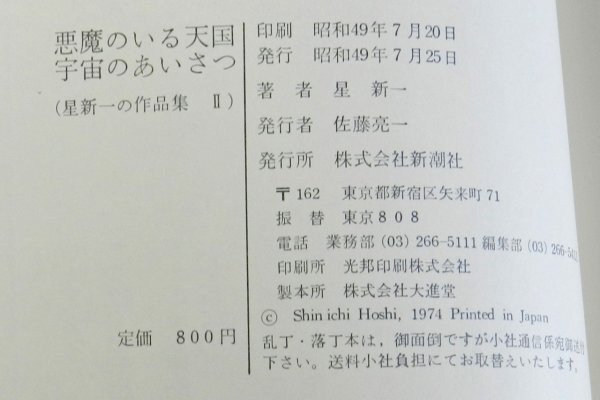 悪魔のいる天国
宇宙のあいさつ
(星新一の作品集 Ⅱ)
定価 800円
印刷 昭和49年7月20日
発行 昭和49年7月25日
著者 星新一
発行者 佐藤亮一
発行所 株式会社新潮社
〒162 東京都新宿区矢来町71
振替 東京808
電話 業務部(03)266-5111編集部(03)
印刷所 光邦印刷株式会社
製本所 株式会社大進堂
© Shinichi Hoshi, 1974 Printed in Japan
乱丁・落丁本は，御面倒ですが小社通信係宛御送付
下さい。送料小社負担にてお取替えいたします。